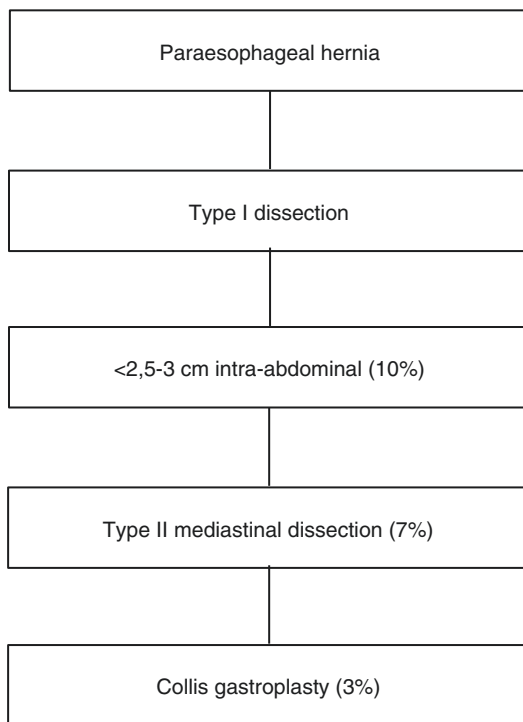 Paraesophageal hernia
Type I dissection
<2,5-3 cm intra-abdominal (10%)
Type II mediastinal dissection (7%)
Collis gastroplasty (3%)